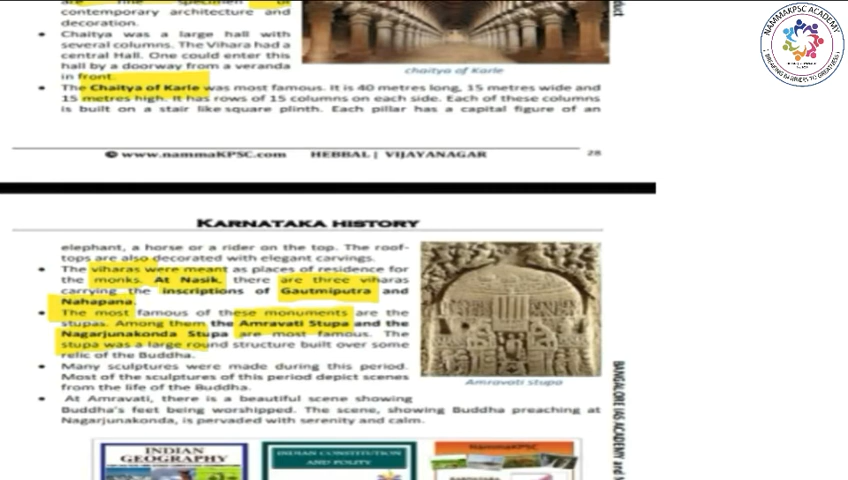 are fine specimen of
contemporary architecture and
decoration.
• Chaitya was a large hall with
several columns. The Vihara had a
central Hall. One could enter this
hall by a doorway from a veranda
in front.
chaitya of Karle
• The Chaitya of Karle was most famous. It is 40 metres long, 15 metres wide and
15 metres high. It has rows of 15 columns on each side. Each of these columns
is built on a stair like square plinth. Each pillar has a capital figure of an
© www.nammaKPSC.com HEBBAL | VIJAYANAGAR 28
KARNATAKA HISTORY
elephant, a horse or a rider on the top. The roof-
tops are also decorated with elegant carvings.
• The viharas were meant as places of residence for
the monks. At Nasik, there are three viharas
carrying the inscriptions of Gautmiputra and
Nahapana.
• The most famous of these monuments are the
stupas. Among them the Amravati Stupa and the
Nagarjunakonda Stupa are most famous. The
stupa was a large round structure built over some
relic of the Buddha.
• Many sculptures were made during this period.
Most of the sculptures of this period depict scenes
from the life of the Buddha.
Amravati stupa
• At Amravati, there is a beautiful scene showing
Buddha's feet being worshipped. The scene, showing Buddha preaching at
Nagarjunakonda, is pervaded with serenity and calm.
INDIAN
GEOGRAPHY
INDIAN CONSTITUTION
AND POLITY
NammaKPSC
BANGALORE IAS ACADEMY and
NAMMAKPSC ACADEMY